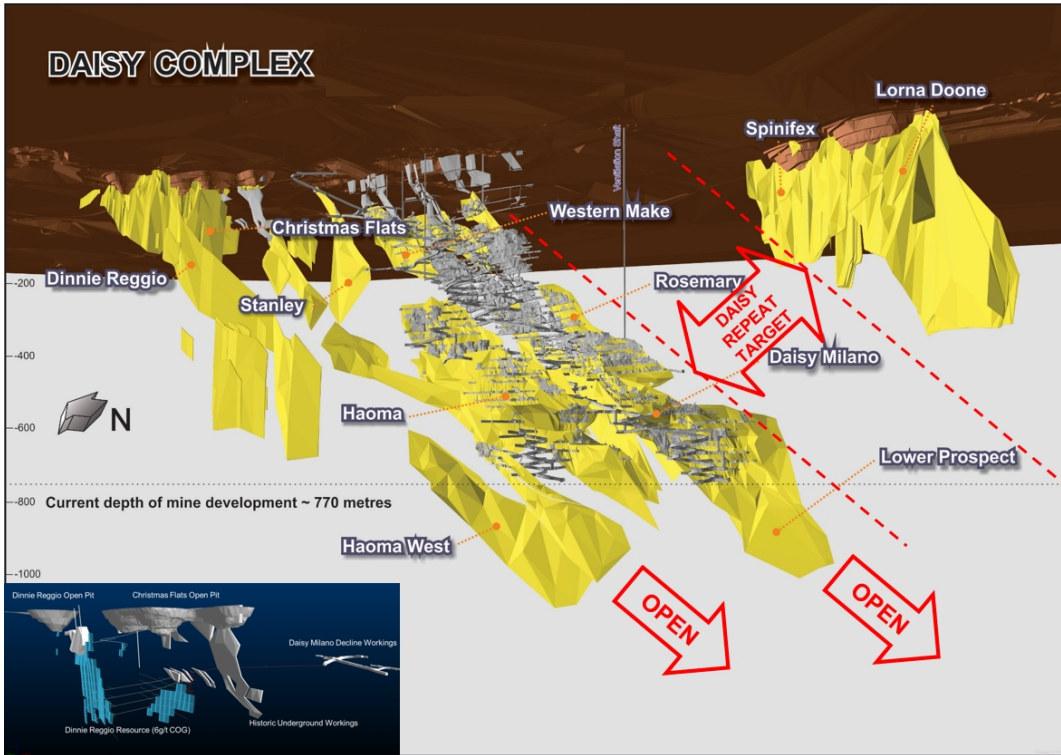 DAISY COMPLEX
Lorna Doone
Spinifex
Ventilation Shaft
Western Make
Christmas Flats
Dinnie Reggio
Rosemary
-200
Stanley
DAISY
REPEAT
TARGET
-400
Daisy Milano
Haoma
N
-600
Lower Prospect
-800
Current depth of mine development ~ 770 metres
Haoma West
-1000
OPEN
OPEN
Dinnie Reggio Open Pit
Christmas Flats Open Pit
Daisy Milano Decline Workings
Historic Underground Workings
Dinnie Reggio Resource (6g/t COG)